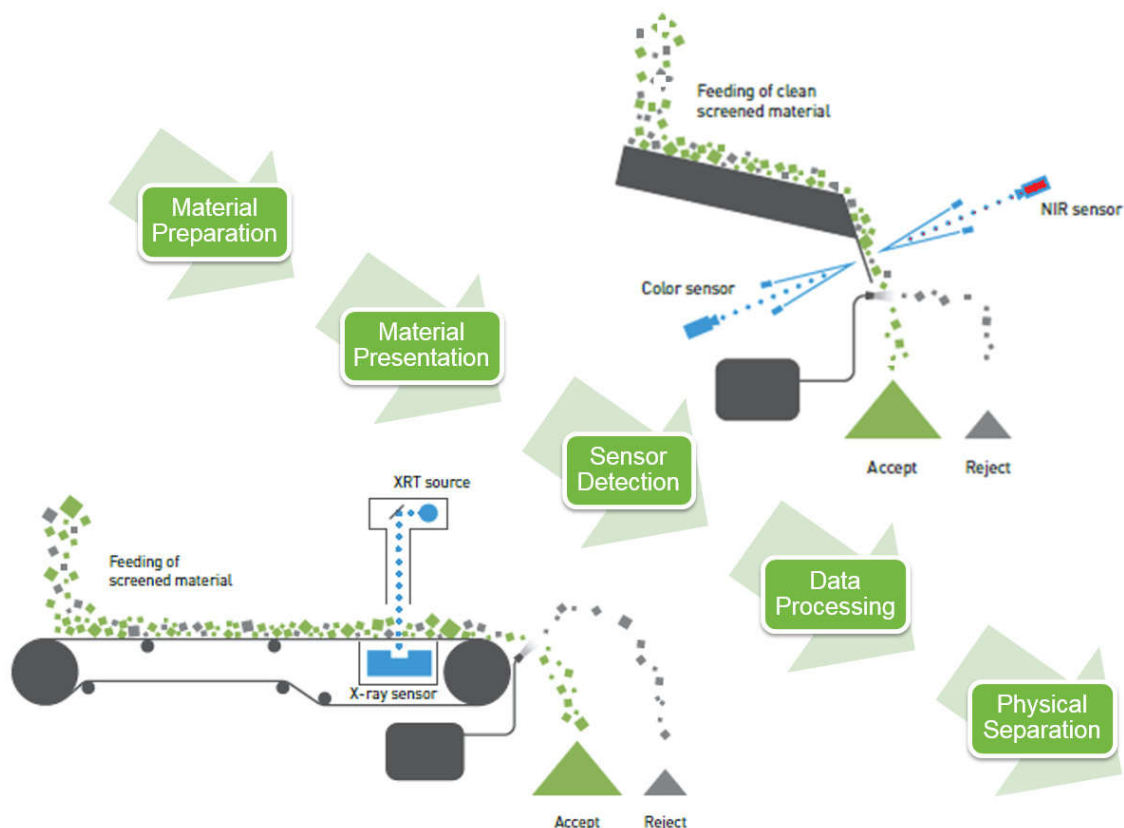 Feeding of clean
screened material
NIR sensor
Color sensor
Accept
Reject
Material
Preparation
Material
Presentation
Sensor
Detection
Data
Processing
Physical
Separation
XRT source
Feeding of
screened material
X-ray sensor
Accept
Reject